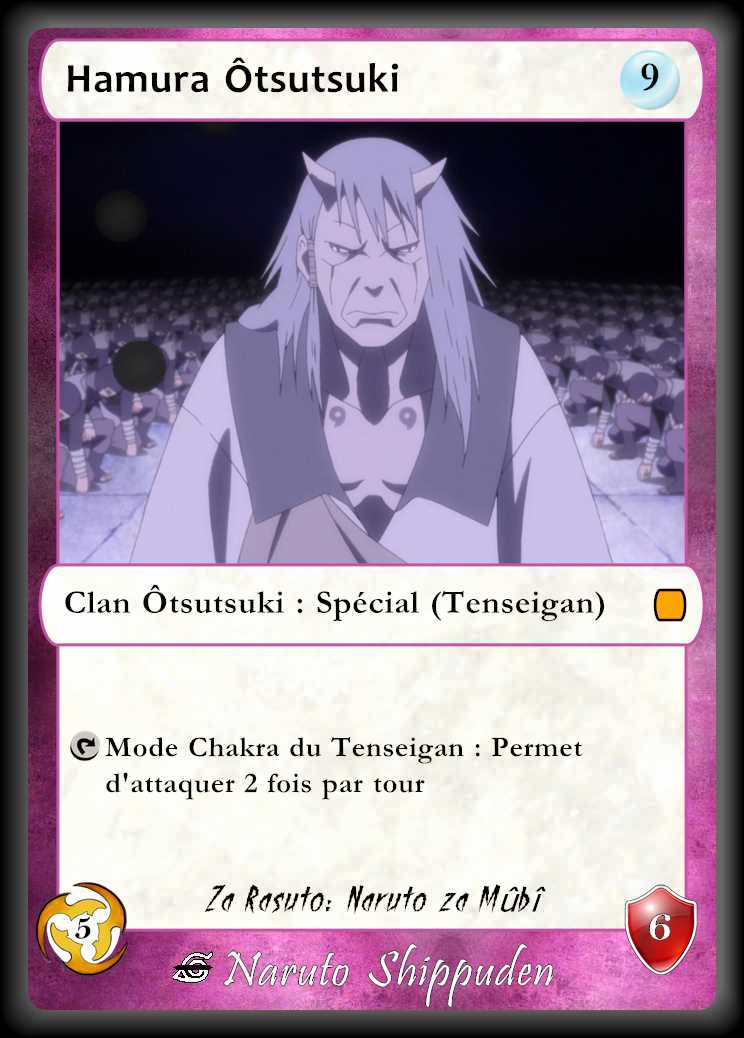 Hamura Ôtsutsuki
9
Clan Ôtsutsuki : Spécial (Tenseigan)
Mode Chakra du Tenseigan : Permet
d'attaquer 2 fois par tour
Za Rasuto: Naruto za Mûbî
5
6
Naruto Shippuden